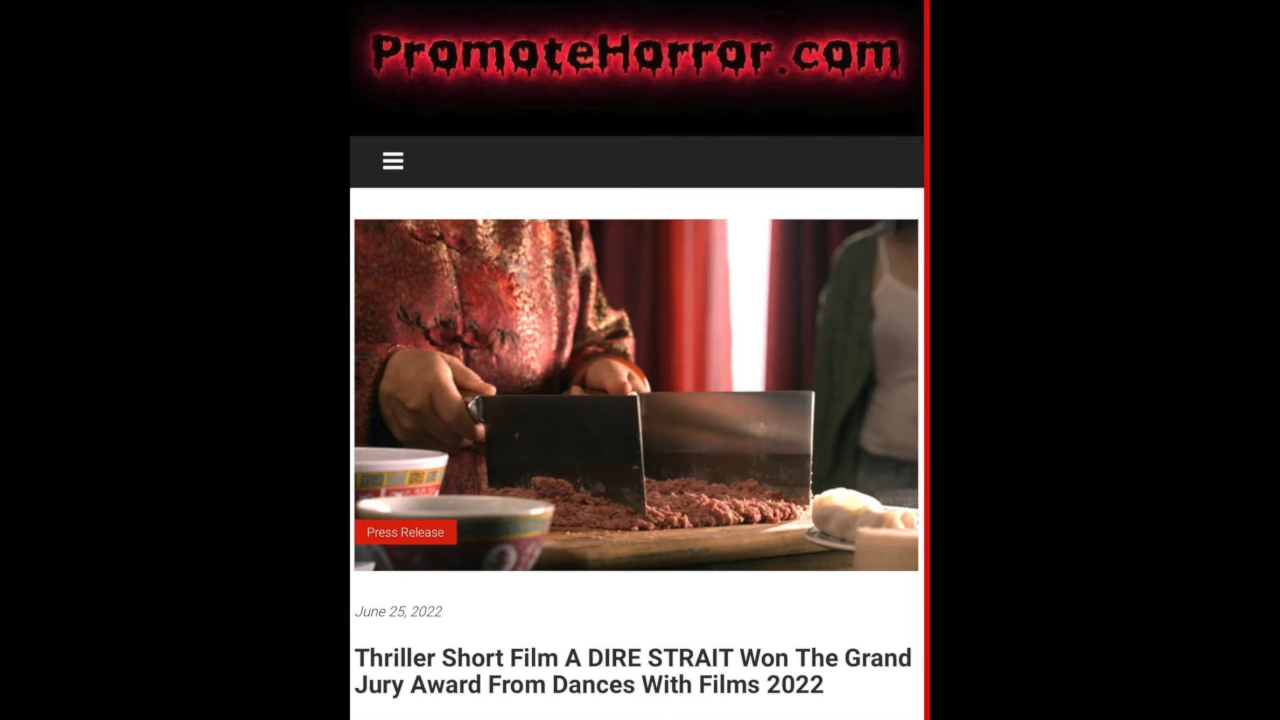 PromoteHorror.com
Press Release
June 25, 2022
Thriller Short Film A DIRE STRAIT Won The Grand
Jury Award From Dances With Films 2022